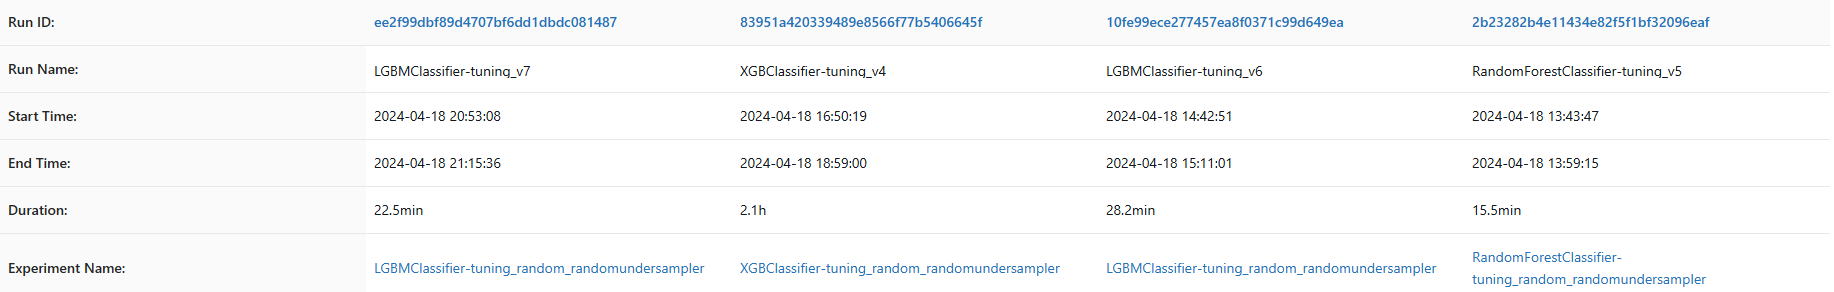 Run ID: ee2f99dbf89d4707bf6dd1dbdc081487 83951a420339489e8566f77b5406645f 10fe99ece277457ea8f0371c99d649ea 2b23282b4e11434e82f5f1bf32096eaf
Run Name: LGBMClassifier-tuning_v7 XGBClassifier-tuning_v4 LGBMClassifier-tuning_v6 RandomForestClassifier-tuning_v5
Start Time: 2024-04-18 20:53:08 2024-04-18 16:50:19 2024-04-18 14:42:51 2024-04-18 13:43:47
End Time: 2024-04-18 21:15:36 2024-04-18 18:59:00 2024-04-18 15:11:01 2024-04-18 13:59:15
Duration: 22.5min 2.1h 28.2min 15.5min
Experiment Name: LGBMClassifier-tuning_random_randomundersampler XGBClassifier-tuning_random_randomundersampler LGBMClassifier-tuning_random_randomundersampler RandomForestClassifier-
tuning_random_randomundersampler